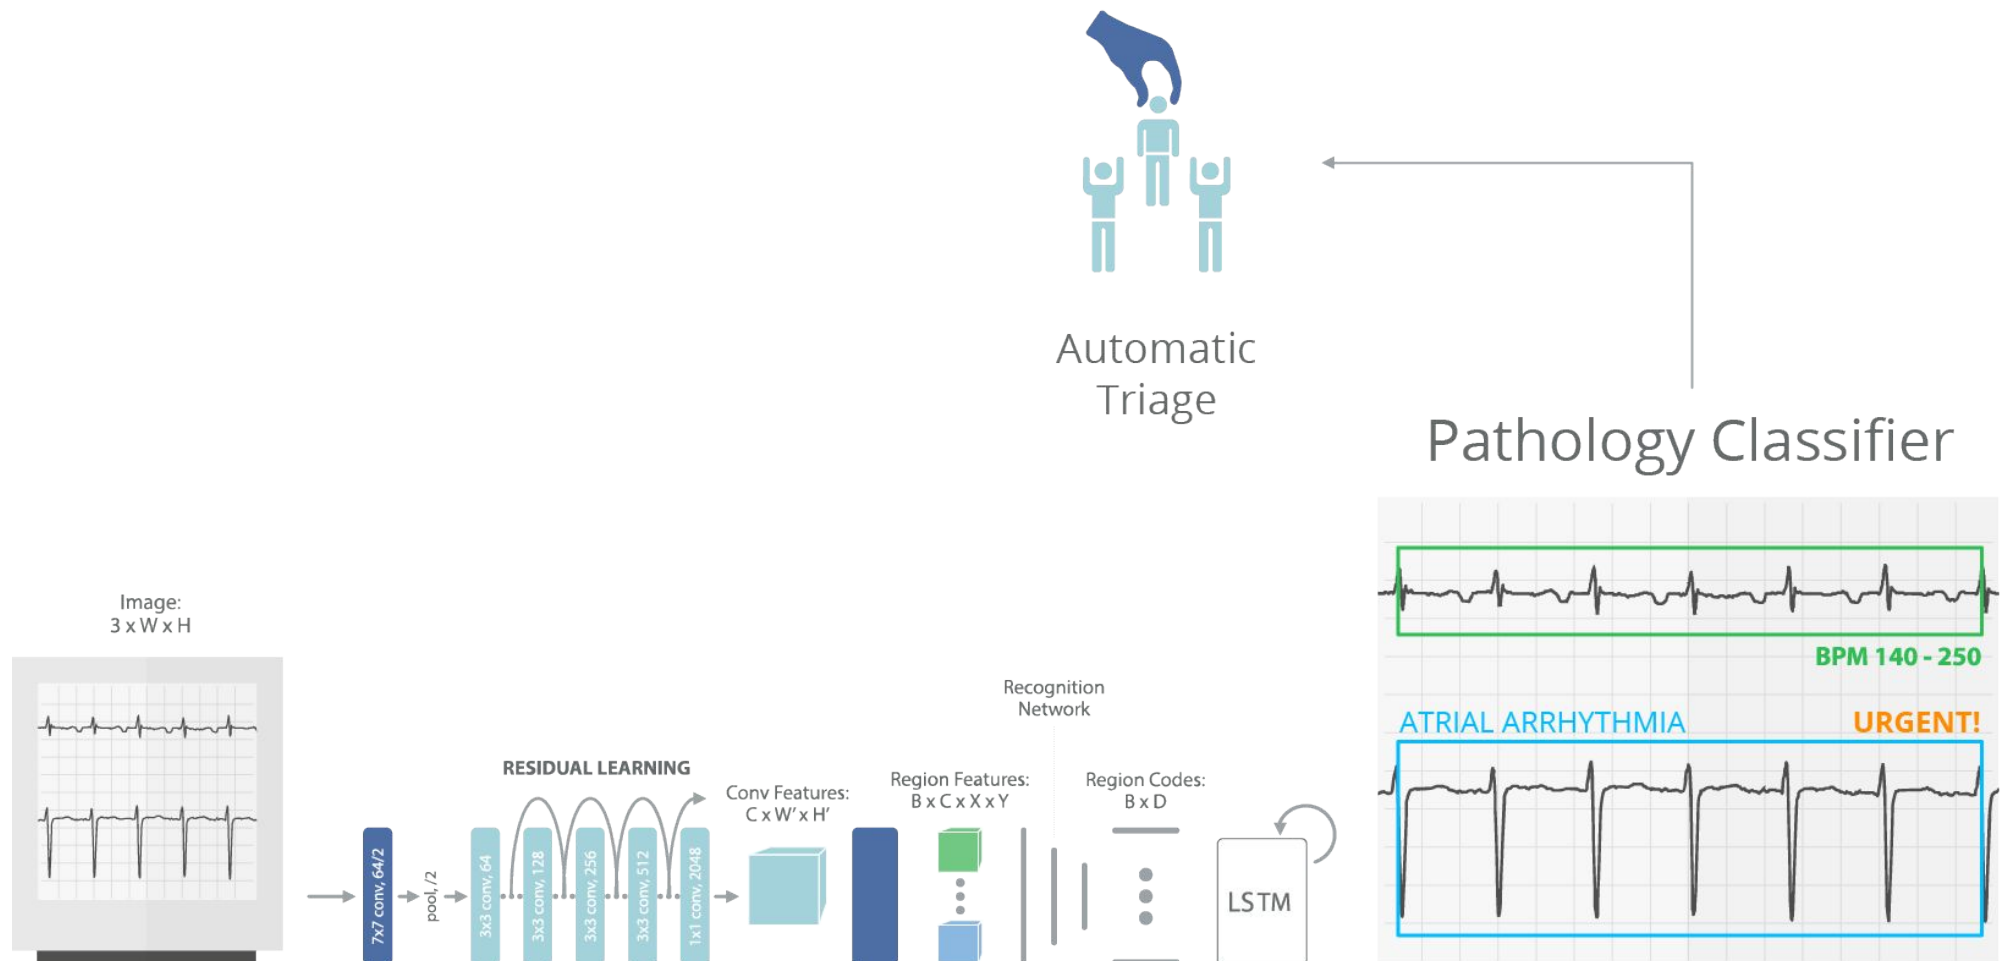 Automatic
Triage
Pathology Classifier
Image:
3 x W x H
BPM 140 - 250
Recognition
Network
ATRIAL ARRHYTHMIA
URGENT!
RESIDUAL LEARNING
Conv Features:
C x W' x H'
Region Features:
B x C x X x Y
Region Codes:
B x D
7x7 conv, 64/2
pool, /2
3x3 conv, 64
3x3 conv, 128
3x3 conv, 256
3x3 conv, 512
1x1 conv, 2048
LSTM